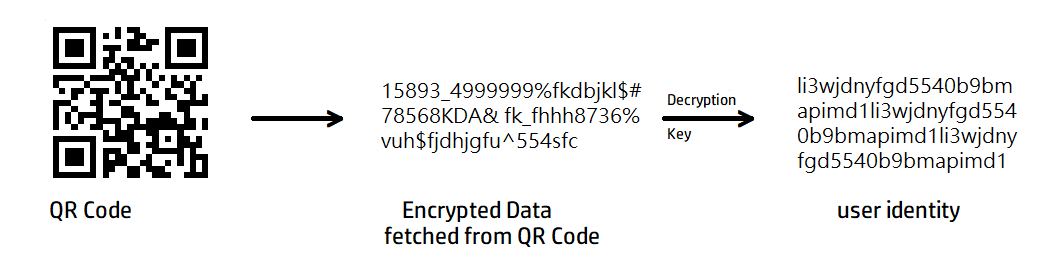 15893_4999999%fkdbjkl$#
78568KDA& fk_fhhh8736%
vuh$fjdhjgfu^554sfc
Decryption
Key
li3wjdnyfgd5540b9bm
apimd1li3wjdnyfgd554
0b9bmapimd1li3wjdny
fgd5540b9bmapimd1
QR Code
Encrypted Data
fetched from QR Code
user identity